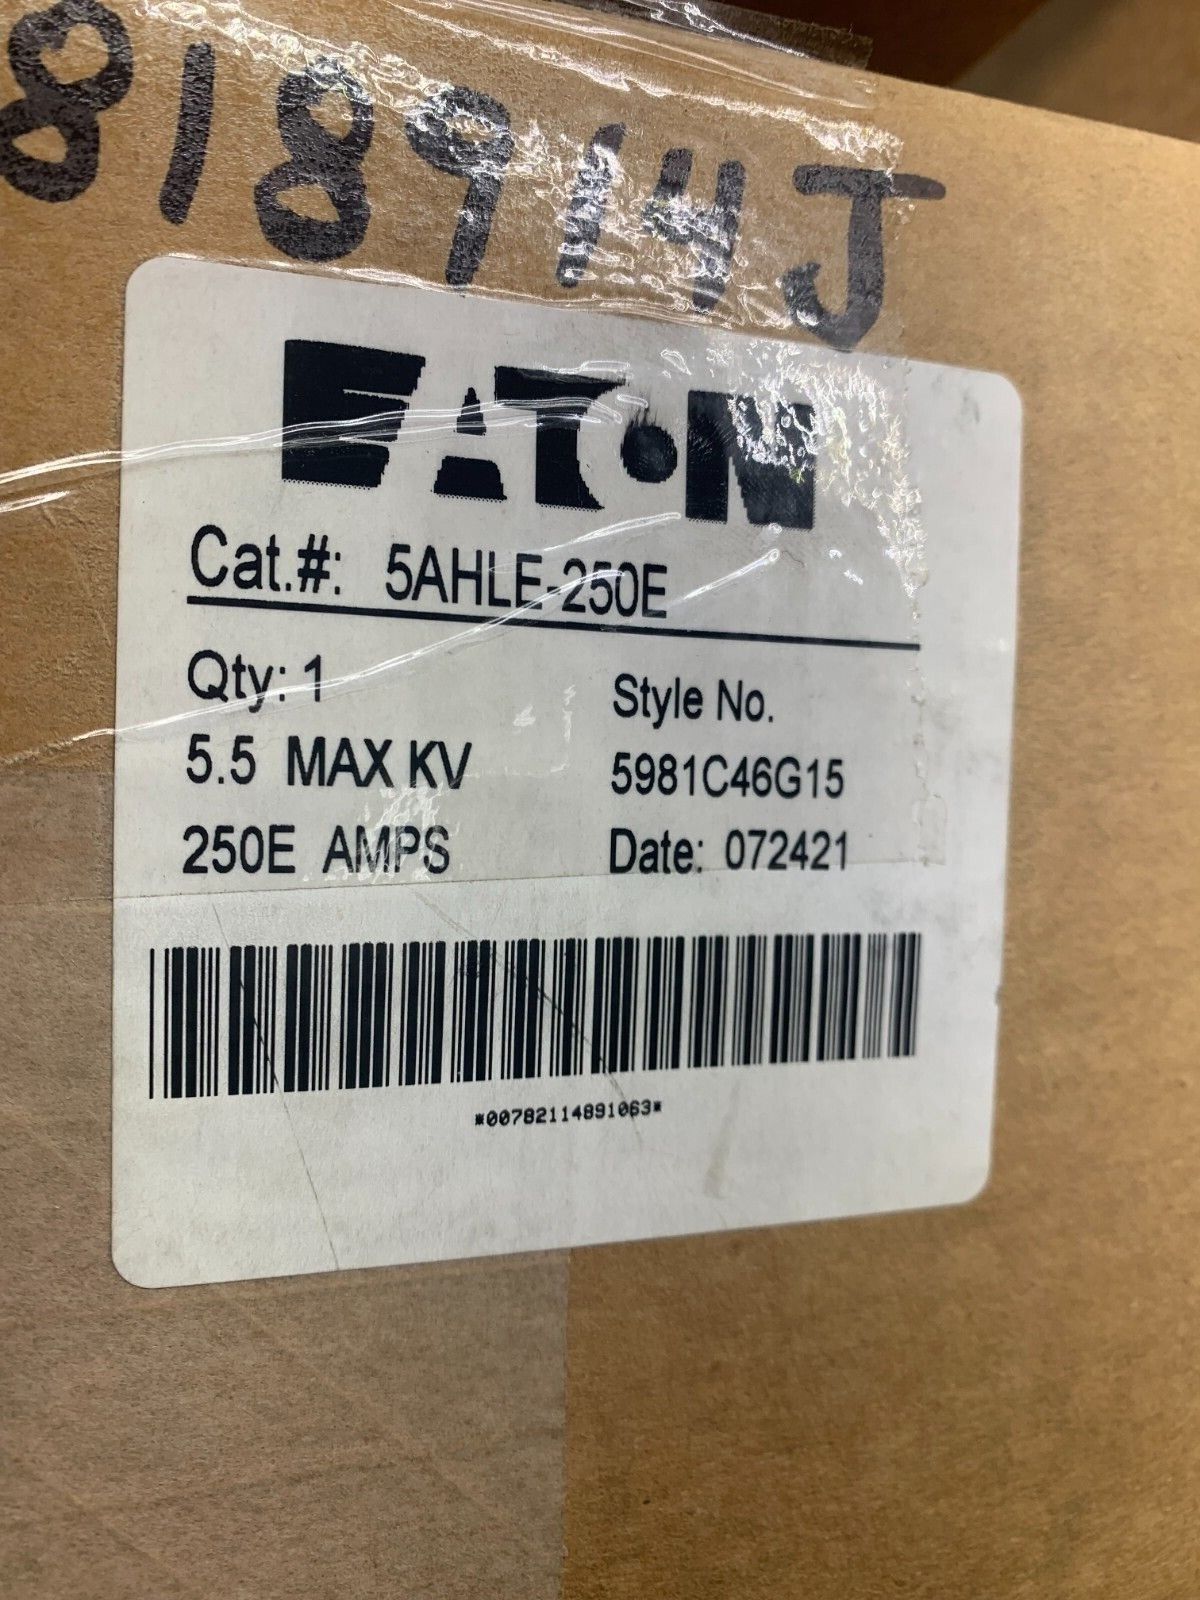 818914J
EATON
Cat.#: 5AHLE-250E
Qty: 1
Style No.
5.5 MAX KV
5981C46G15
250E AMPS
Date: 072421
*00782114891063*